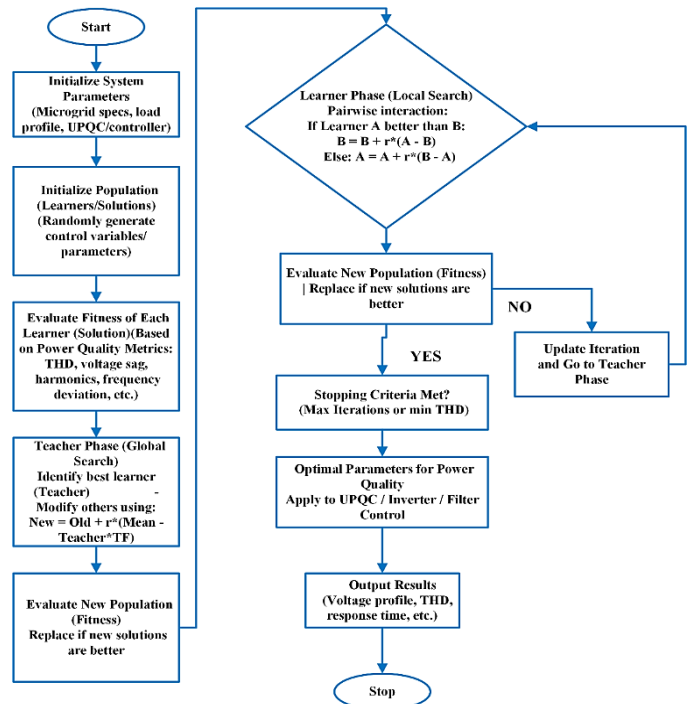 Start
Initialize System
Parameters
(Microgrid specs, load
profile, UPQC/controller)
Initialize Population
(Learners/Solutions)
(Randomly generate
control variables/
parameters)
Evaluate Fitness of Each
Learner (Solution)(Based
on Power Quality Metrics:
THD, voltage sag,
harmonics, frequency
deviation, etc.)
Teacher Phase (Global
Search)
Identify best learner
(Teacher) -
Modify others using:
New = Old + r*(Mean -
Teacher*TF)
Evaluate New Population
(Fitness)
Replace if new solutions
are better
Learner Phase (Local Search)
Pairwise interaction:
If Learner A better than B:
B = B + r*(A - B)
Else: A = A + r*(B - A)
Evaluate New Population (Fitness)
| Replace if new solutions are
better
NO
Update Iteration
and Go to Teacher
Phase
YES
Stopping Criteria Met?
(Max Iterations or min THD)
Optimal Parameters for Power
Quality
Apply to UPQC / Inverter / Filter
Control
Output Results
(Voltage profile, THD,
response time, etc.)
Stop